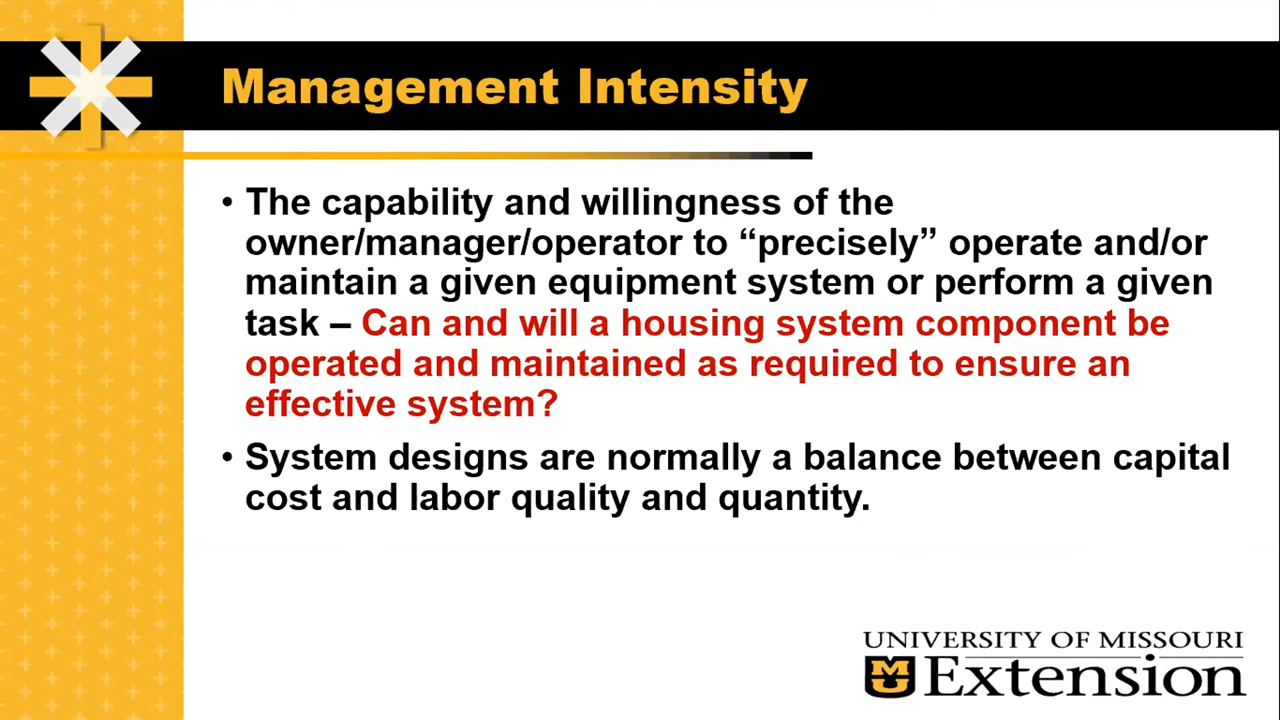 Management Intensity
• The capability and willingness of the
owner/manager/operator to “precisely” operate and/or
maintain a given equipment system or perform a given
task – Can and will a housing system component be
operated and maintained as required to ensure an
effective system?
• System designs are normally a balance between capital
cost and labor quality and quantity.
UNIVERSITY OF MISSOURI
Extension